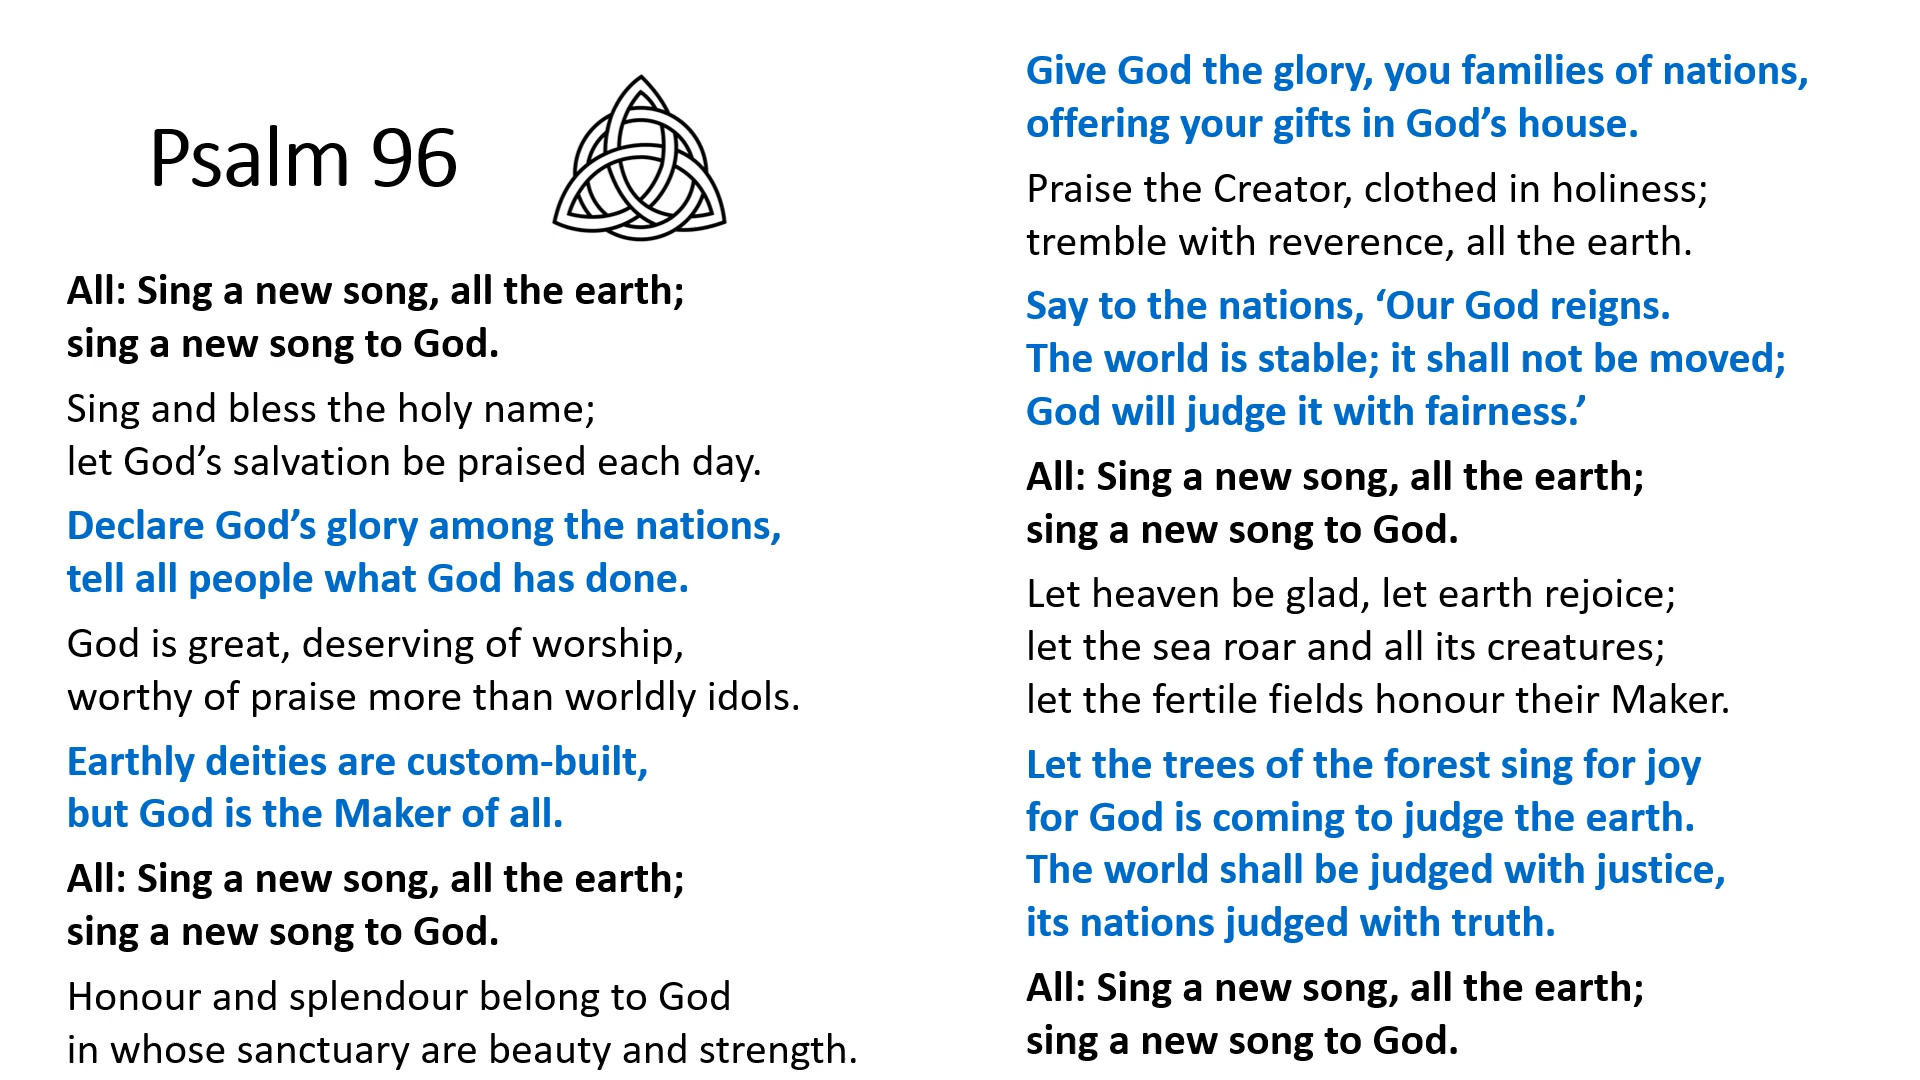 Psalm 96
All: Sing a new song, all the earth;
sing a new song to God.
Sing and bless the holy name;
let God’s salvation be praised each day.
Declare God’s glory among the nations,
tell all people what God has done.
God is great, deserving of worship,
worthy of praise more than worldly idols.
Earthly deities are custom-built,
but God is the Maker of all.
All: Sing a new song, all the earth;
sing a new song to God.
Honour and splendour belong to God
in whose sanctuary are beauty and strength.
Give God the glory, you families of nations,
offering your gifts in God’s house.
Praise the Creator, clothed in holiness;
tremble with reverence, all the earth.
Say to the nations, ‘Our God reigns.
The world is stable; it shall not be moved;
God will judge it with fairness.’
All: Sing a new song, all the earth;
sing a new song to God.
Let heaven be glad, let earth rejoice;
let the sea roar and all its creatures;
let the fertile fields honour their Maker.
Let the trees of the forest sing for joy
for God is coming to judge the earth.
The world shall be judged with justice,
its nations judged with truth.
All: Sing a new song, all the earth;
sing a new song to God.